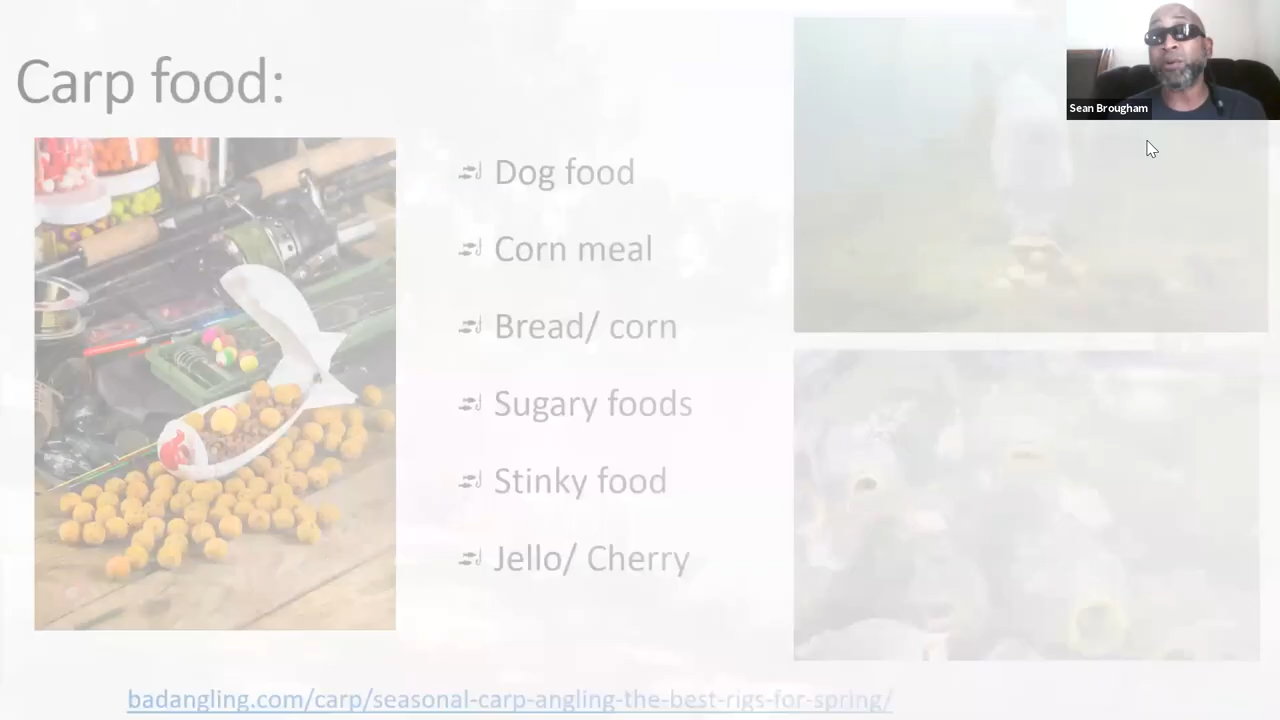 Carp food:
Sean Brougham
Dog food
Corn meal
Bread/ corn
Sugary foods
Stinky food
Jello/ Cherry
badangling.com/carp/seasonal-carp-angling-the-best-rigs-for-spring/